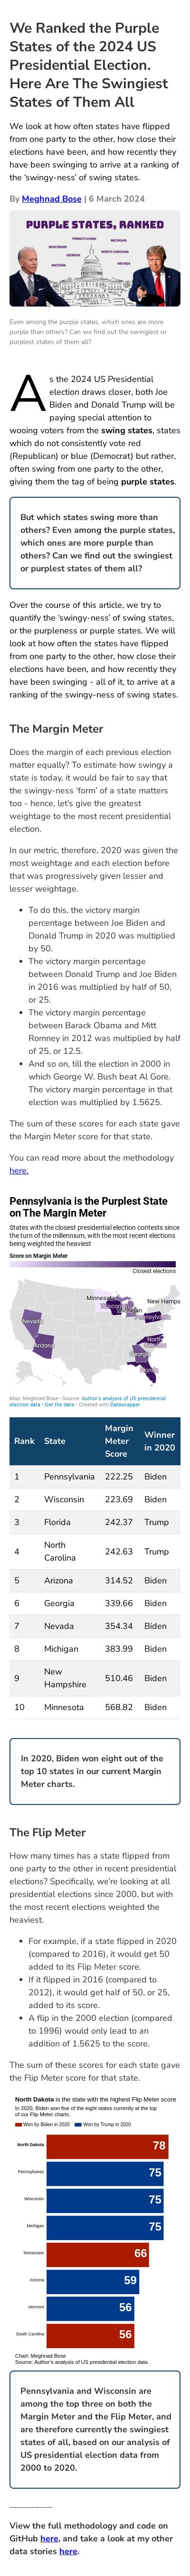 We Ranked the Purple
States of the 2024 US
Presidential Election.
Here Are The Swingiest
States of Them All
We look at how often states have flipped
from one party to the other, how close their
elections have been, and how recently they
have been swinging to arrive at a ranking of
the ‘swingy-ness’ of swing states.
By Meghnad Bose | 6 March 2024
PURPLE STATES, RANKED
PENNSYLVANIA
MICHIGAN
WISCONSIN
GEORGIA
NORTH CAROLINA
ARIZONA
NEVADA
Even among the purple states, which ones are more
purple than others? Can we find out the swingiest or
purplest states of them all?
As the 2024 US Presidential
election draws closer, both Joe
Biden and Donald Trump will be
paying special attention to
wooing voters from the swing states, states
which do not consistently vote red
(Republican) or blue (Democrat) but rather,
often swing from one party to the other,
giving them the tag of being purple states.
But which states swing more than
others? Even among the purple states,
which ones are more purple than
others? Can we find out the swingiest
or purplest states of them all?
Over the course of this article, we try to
quantify the ‘swingy-ness’ of swing states,
or the purpleness or purple states. We will
look at how often the states have flipped
from one party to the other, how close their
elections have been, and how recently they
have been swinging - all of it, to arrive at a
ranking of the swingy-ness of swing states.
The Margin Meter
Does the margin of each previous election
matter equally? To estimate how swingy a
state is today, it would be fair to say that
the swingy-ness ‘form’ of a state matters
too - hence, let’s give the greatest
weightage to the most recent presidential
election.
In our metric, therefore, 2020 was given the
most weightage and each election before
that was progressively given lesser and
lesser weightage.
• To do this, the victory margin
percentage between Joe Biden and
Donald Trump in 2020 was multiplied
by 50.
• The victory margin percentage
between Donald Trump and Joe Biden
in 2016 was multiplied by half of 50,
or 25.
• The victory margin percentage
between Barack Obama and Mitt
Romney in 2012 was multiplied by half
of 25, or 12.5.
• And so on, till the election in 2000 in
which George W. Bush beat Al Gore.
The victory margin percentage in that
election was multiplied by 1.5625.
The sum of these scores for each state gave
the Margin Meter score for that state.
You can read more about the methodology
here.
Pennsylvania is the Purplest State
on The Margin Meter
States with the closest presidential election contests since
the turn of the millennium, with the most recent elections
being weighted the heaviest
Score on Margin Meter
Closest elections
Minnesota
New Hamps
Nevada
Pennsylvania
Arizona
North
Georgia
Florida
Map: Meghnad Bose • Source: Author's analysis of US presidential
election data • Get the data • Created with Datawrapper
Rank State Margin Meter Score Winner in 2020
1 Pennsylvania 222.25 Biden
2 Wisconsin 223.69 Biden
3 Florida 242.37 Trump
4 North Carolina 242.63 Trump
5 Arizona 314.52 Biden
6 Georgia 339.66 Biden
7 Nevada 354.34 Biden
8 Michigan 383.99 Biden
9 New Hampshire 510.46 Biden
10 Minnesota 568.82 Biden
In 2020, Biden won eight out of the
top 10 states in our current Margin
Meter charts.
The Flip Meter
How many times has a state flipped from
one party to the other in recent presidential
elections? Specifically, we’re looking at all
presidential elections since 2000, but with
the most recent elections weighted the
heaviest.
• For example, if a state flipped in 2020
(compared to 2016), it would get 50
added to its Flip Meter score.
• If it flipped in 2016 (compared to
2012), it would get half of 50, or 25,
added to its score.
• A flip in the 2000 election (compared
to 1996) would only lead to an
addition of 1.5625 to the score.
The sum of these scores for each state gave
the Flip Meter score for that state.
North Dakota is the state with the highest Flip Meter score
In 2020, Biden won five of the eight states currently at the top
of our Flip Meter charts.
Won by Biden in 2020 Won by Trump in 2020
North Dakota 78
Pennsylvania 75
Wisconsin 75
Michigan 75
Tennessee 66
Arizona 59
Vermont 56
South Carolina 56
Chart: Meghnad Bose
Source: Author's analysis of US presidential election data
Pennsylvania and Wisconsin are
among the top three on both the
Margin Meter and the Flip Meter, and
are therefore currently the swingiest
states of all, based on our analysis of
US presidential election data from
2000 to 2020.
__________
View the full methodology and code on
GitHub here, and take a look at my other
data stories here.